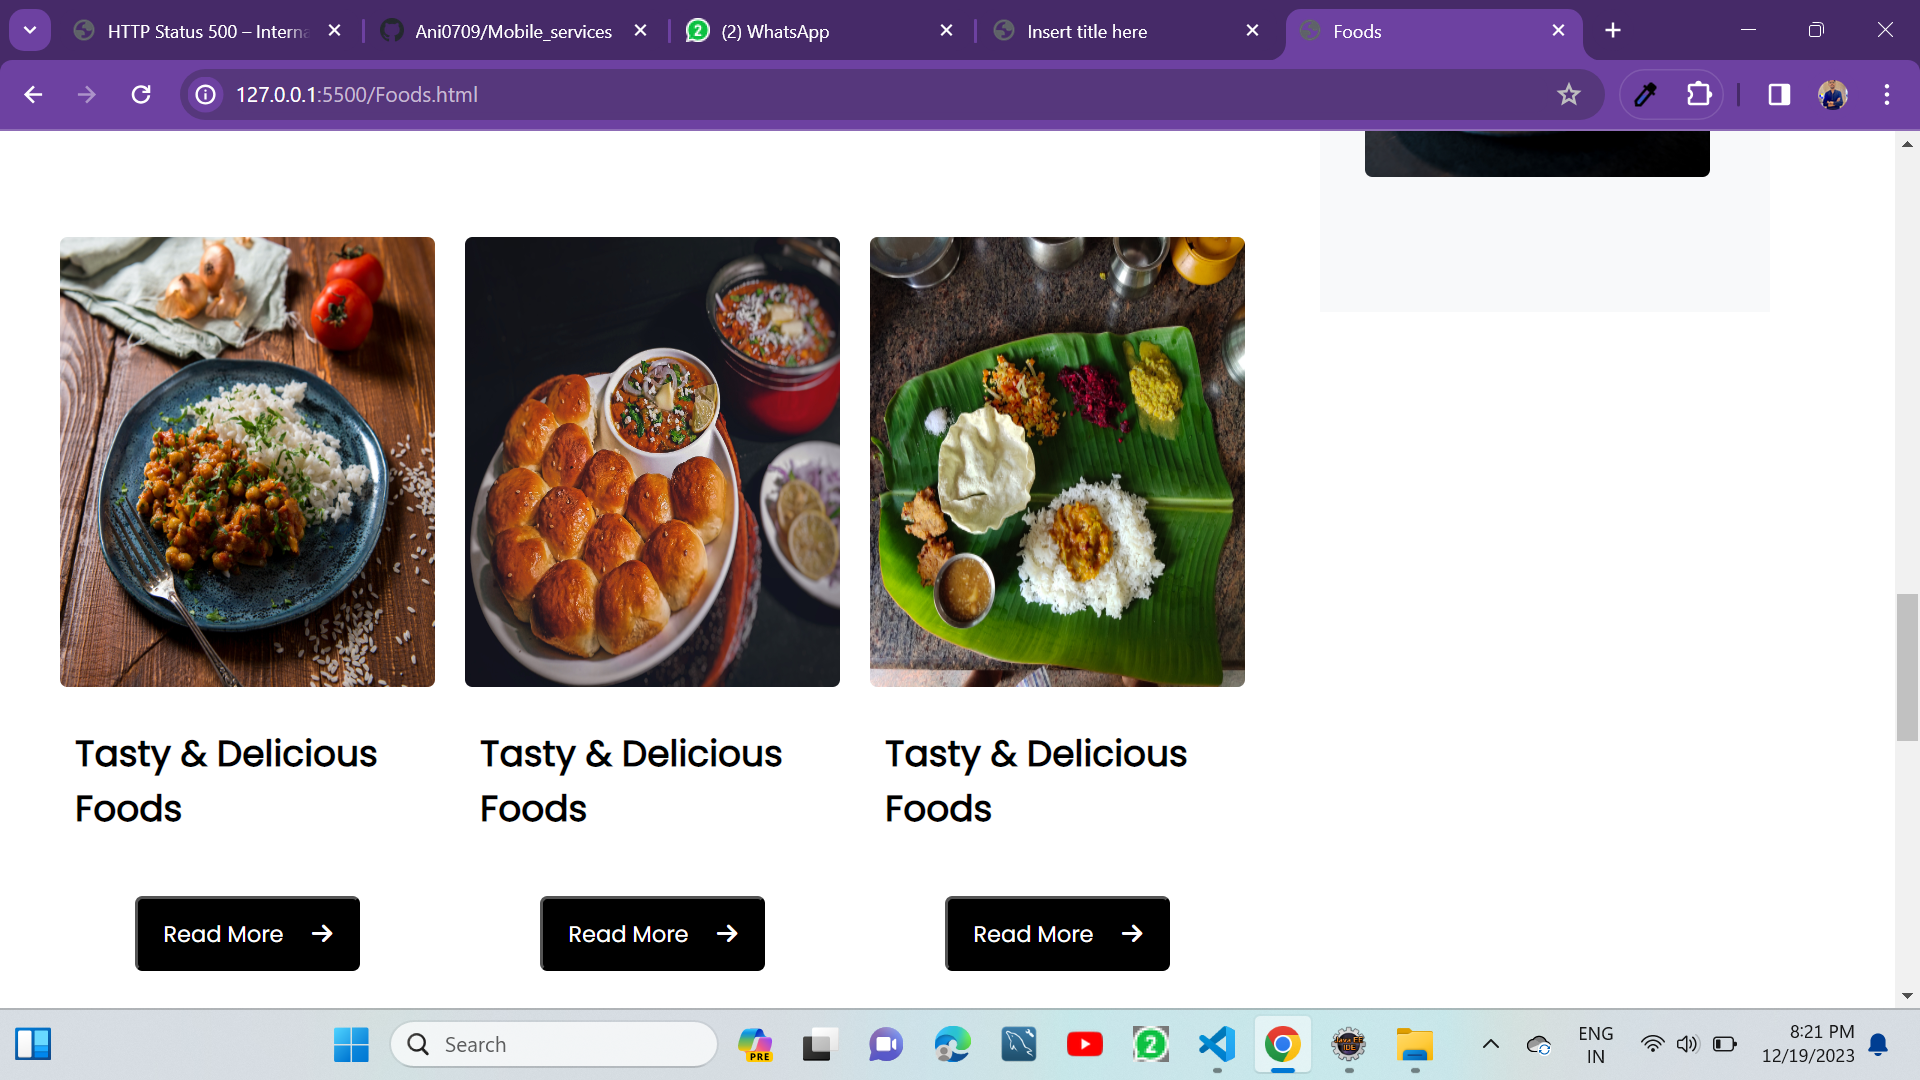 HTTP Status 500 – Interna
Ani0709/Mobile_services
(2) WhatsApp
Insert title here
Foods
127.0.0.1:5500/Foods.html
Tasty & Delicious
Foods
Tasty & Delicious
Foods
Tasty & Delicious
Foods
Read More
Read More
Read More
Search
PRE
2
ENG
IN
8:21 PM
12/19/2023